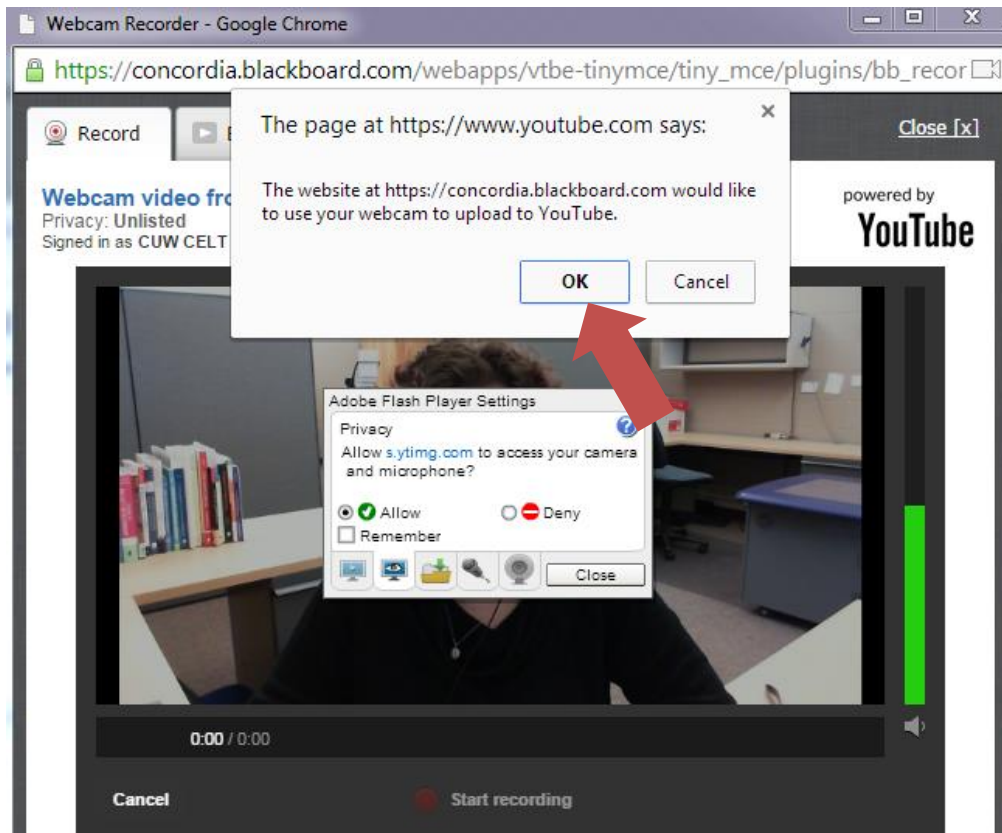 Webcam Recorder - Google Chrome
https://concordia.blackboard.com/webapps/vtbe-tinymce/tiny_mce/plugins/bb_recor
Record
Close [x]
The page at https://www.youtube.com says:
The website at https://concordia.blackboard.com would like
to use your webcam to upload to YouTube.
OK
Cancel
Webcam video fro
Privacy: Unlisted
Signed in as CUW CELT
powered by
YouTube
Adobe Flash Player Settings
Privacy
Allow s.ytimg.com to access your camera
and microphone?
Allow
Deny
Remember
Close
0:00 / 0:00
Cancel
Start recording